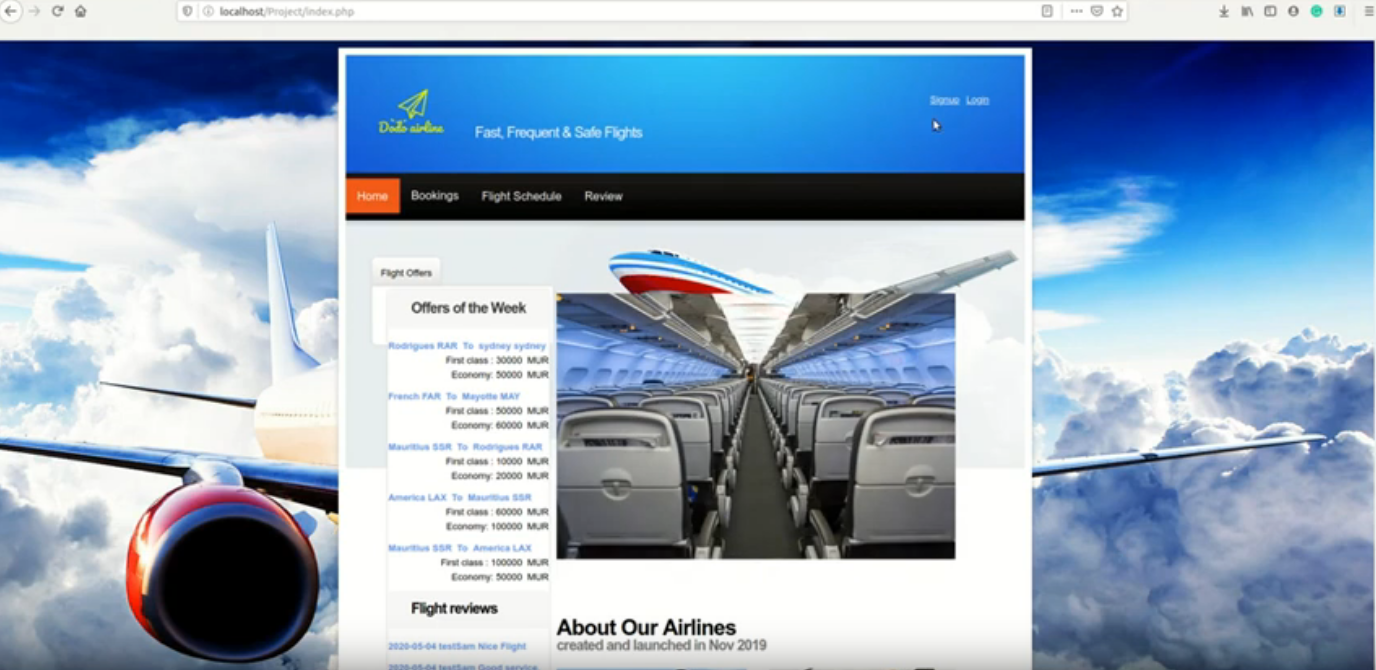 localhost/Project/index.php
Signup Login
Dodo airline
Fast, Frequent & Safe Flights
Home Bookings Flight Schedule Review
Flight Offers
Offers of the Week
Rodrigues RAR To sydney sydney
First class : 30000 MUR
Economy: 50000 MUR
French FAR To Mayotte MAY
First class : 50000 MUR
Economy: 60000 MUR
Mauritius SSR To Rodrigues RAR
First class : 10000 MUR
Economy: 20000 MUR
America LAX To Mauritius SSR
First class : 60000 MUR
Economy: 100000 MUR
Mauritius SSR To America LAX
First class : 100000 MUR
Economy: 50000 MUR
Flight reviews
2020-05-04 testSam Nice Flight
2020-05-04 testSam Good service
About Our Airlines
created and launched in Nov 2019